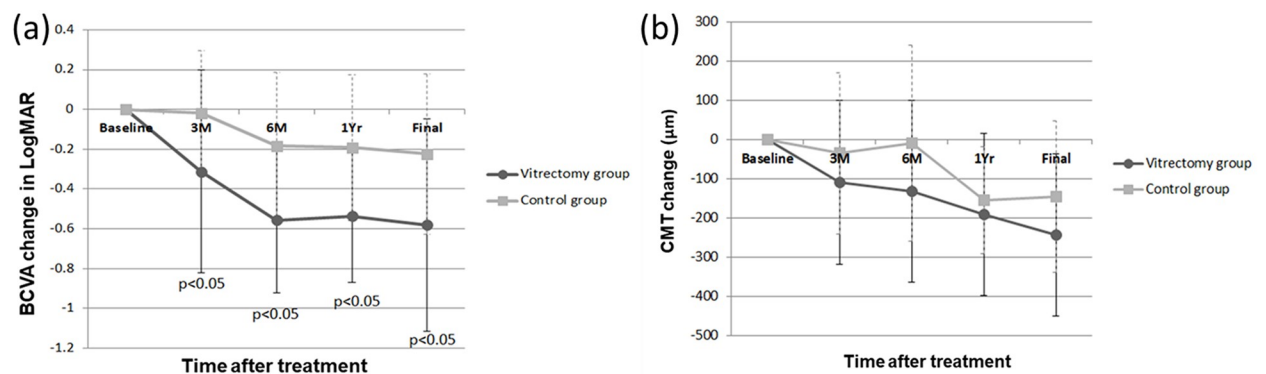 (a)
BCVA change in LogMAR
0.4
0.2
0
-0.2
-0.4
-0.6
-0.8
-1
-1.2
Baseline 3M 6M 1Yr Final
p<0.05
p<0.05
p<0.05
p<0.05
Time after treatment
Vitrectomy group
Control group
(b)
CMT change (μm)
300
200
100
0
-100
-200
-300
-400
-500
Baseline 3M 6M 1Yr Final
Time after treatment
Vitrectomy group
Control group